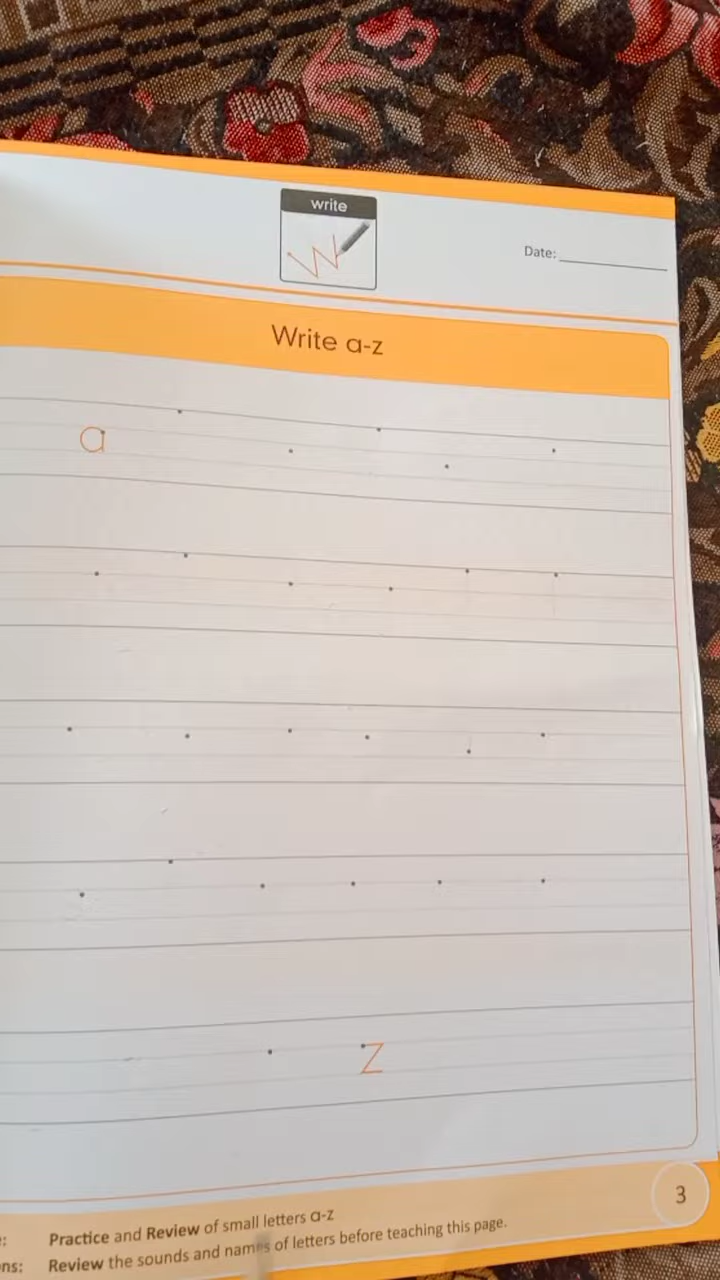 write
Date:
Write a-z
a
z
3
Practice and Review of small letters a-z
Review the sounds and names of letters before teaching this page.